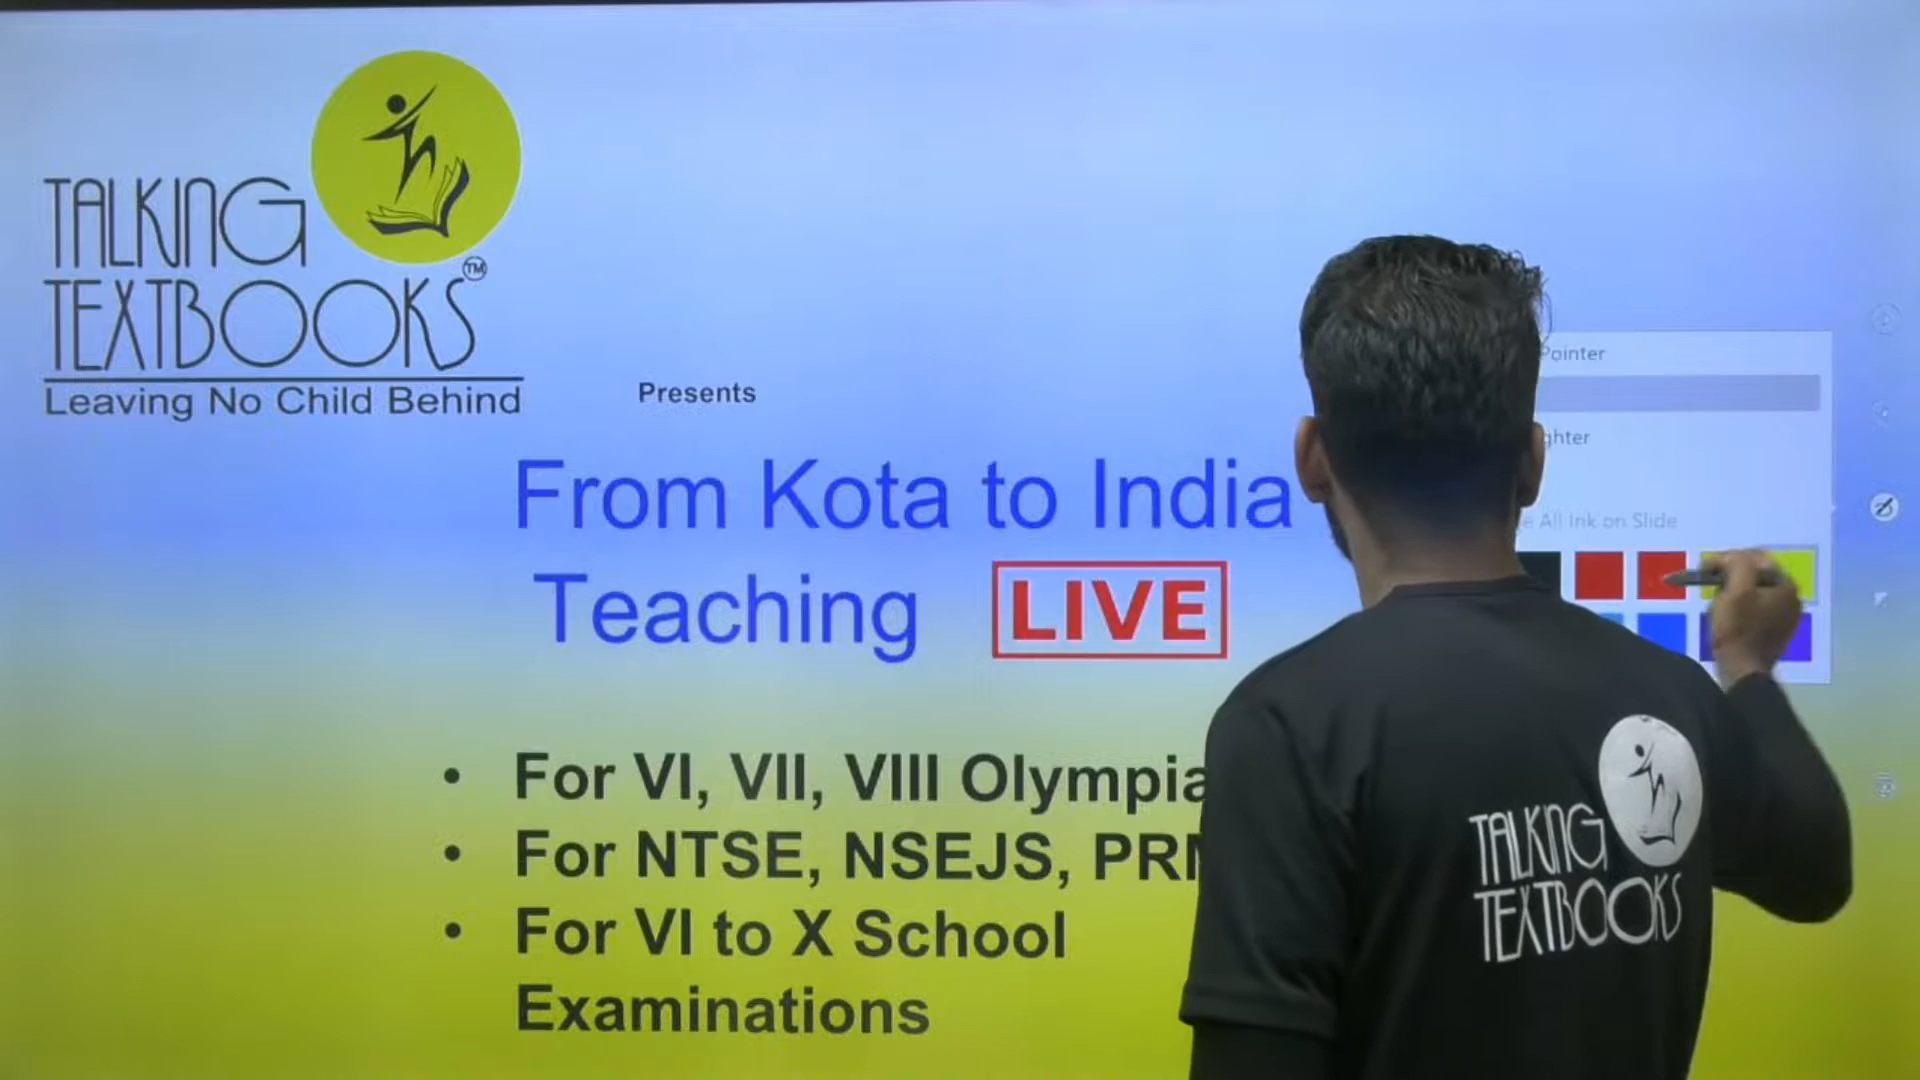 TALKING
TEXTBOOKS
TM
Leaving No Child Behind
Presents
From Kota to India
Teaching LIVE
• For VI, VII, VIII
• For NTSE, NSEJS,
• For VI to X School
Examinations
Pointer
All Ink on Slide
TALKING
TEXTBOOKS